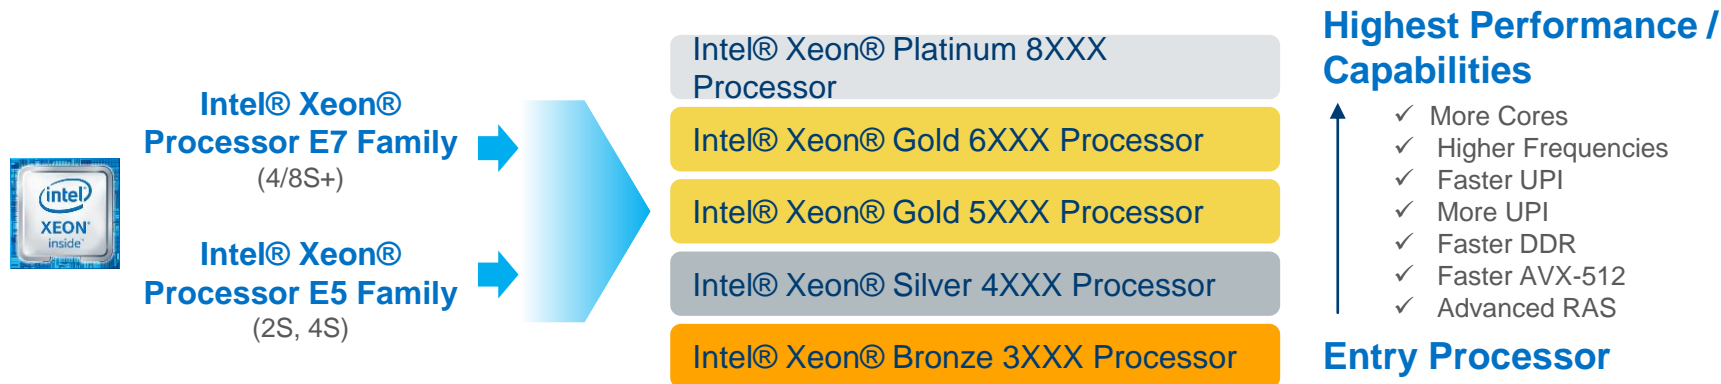 intel
XEON®
inside™
Intel® Xeon®
Processor E7 Family
(4/8S+)
Intel® Xeon®
Processor E5 Family
(2S, 4S)
Intel® Xeon® Platinum 8XXX
Processor
Intel® Xeon® Gold 6XXX Processor
Intel® Xeon® Gold 5XXX Processor
Intel® Xeon® Silver 4XXX Processor
Intel® Xeon® Bronze 3XXX Processor
Highest Performance /
Capabilities
✓ More Cores
✓ Higher Frequencies
✓ Faster UPI
✓ More UPI
✓ Faster DDR
✓ Faster AVX-512
✓ Advanced RAS
Entry Processor